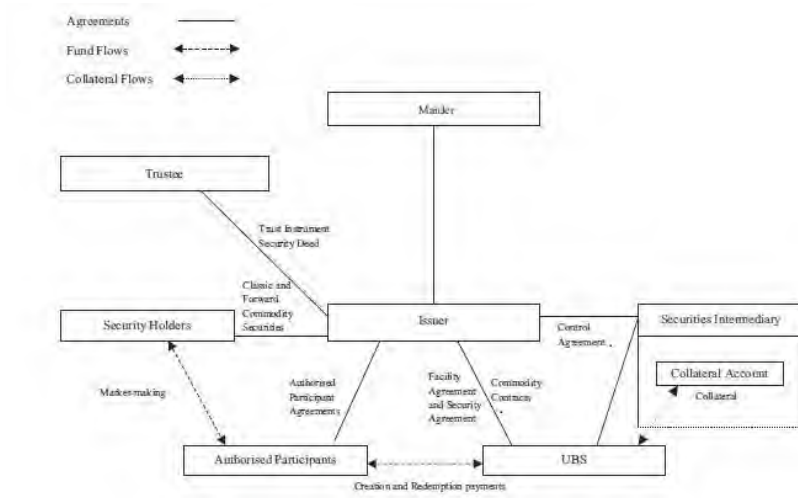 Agreements
Fund Flows
Collateral Flows
Trustee
Trust Instrument
Security Deed
Classic and
Forward
Commodity
Securities
Security Holders
Issuer
Securities Intermediary
Control
Agreement
Collateral Account
Collateral
Market-making
Authorised
Participant
Agreements
Facility
Agreement
and Security
Agreement
Commodity
Contracts
Authorised Participants
UBS
Creation and Redemption payments